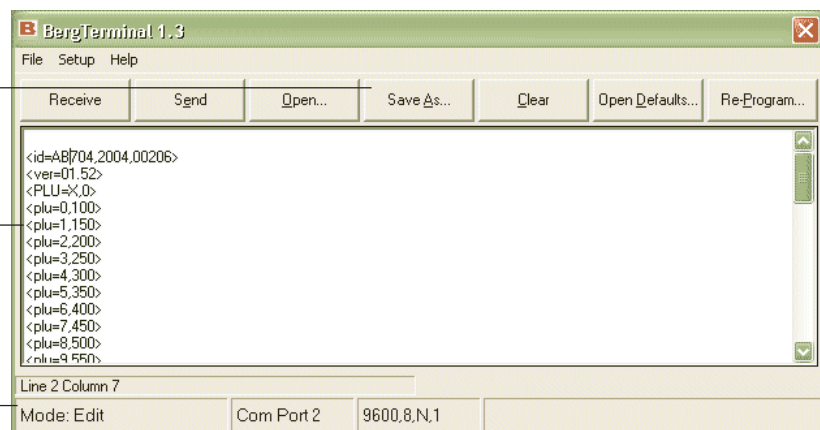 B BergTerminal 1.3
File Setup Help
Receive Send Open... Save As... Clear Open Defaults... Re-Program...
<id=AB704,2004,00206>
<ver=01.52>
<PLU=X,0>
<plu=0,100>
<plu=1,150>
<plu=2,200>
<plu=3,250>
<plu=4,300>
<plu=5,350>
<plu=6,400>
<plu=7,450>
<plu=8,500>
<plu=9,550>
Line 2 Column 7
Mode: Edit Com Port 2 9600,8,N,1